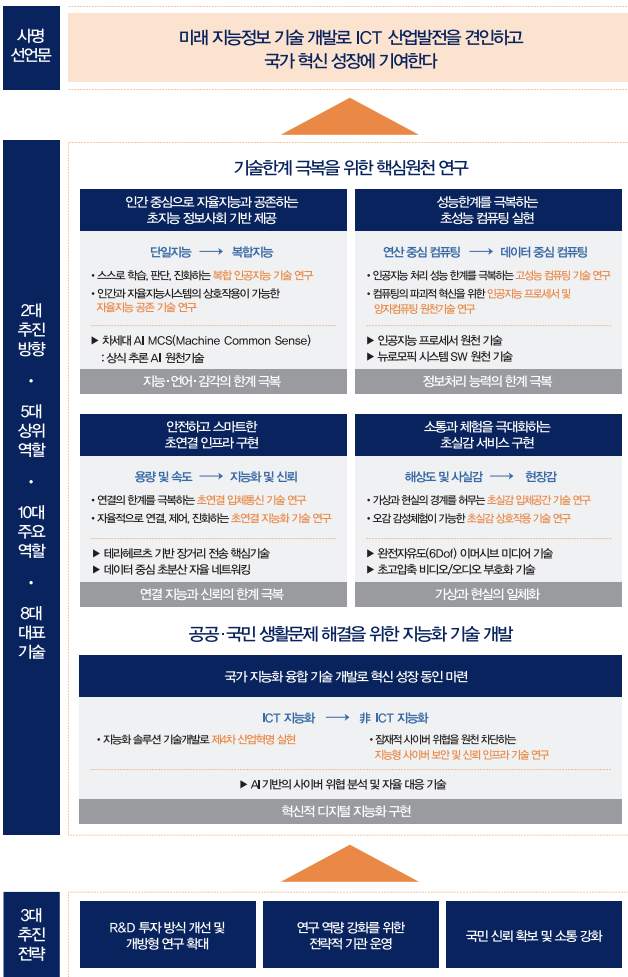 사명
선언문
미래 지능정보 기술 개발로 ICT 산업발전을 견인하고
국가 혁신 성장에 기여한다
2대
추진
방향
·
5대
상위
역할
·
10대
주요
역할
·
8대
대표
기술
기술한계 극복을 위한 핵심원천 연구
인간 중심으로 자율지능과 공존하는
초지능 정보사회 기반 제공
단일지능 → 복합지능
• 스스로 학습, 판단, 진화하는 복합 인공지능 기술 연구
• 인간과 자율지능시스템의 상호작용이 가능한
자율지능 공존 기술 연구
▶ 차세대 AI MCS(Machine Common Sense)
: 상식 추론 AI 원천기술
지능·언어·감각의 한계 극복
성능한계를 극복하는
초성능 컴퓨팅 실현
연산 중심 컴퓨팅 → 데이터 중심 컴퓨팅
• 인공지능 처리 성능 한계를 극복하는 고성능 컴퓨팅 기술 연구
• 컴퓨팅의 파괴적 혁신을 위한 인공지능 프로세서 및
양자컴퓨팅 원천기술 연구
▶ 인공지능 프로세서 원천 기술
▶ 뉴로모픽 시스템 SW 원천 기술
정보처리 능력의 한계 극복
안전하고 스마트한
초연결 인프라 구현
용량 및 속도 → 지능화 및 신뢰
• 연결의 한계를 극복하는 초연결 입체통신 기술 연구
• 자율적으로 연결, 제어, 진화하는 초연결 지능화 기술 연구
▶ 테라헤르츠 기반 장거리 전송 핵심기술
▶ 데이터 중심 초분산 자율 네트워킹
연결 지능과 신뢰의 한계 극복
소통과 체험을 극대화하는
초실감 서비스 구현
해상도 및 사실감 → 현장감
• 가상과 현실의 경계를 허무는 초실감 입체공간 기술 연구
• 오감 감성체험이 가능한 초실감 상호작용 기술 연구
▶ 완전자유도(6Dof) 이머시브 미디어 기술
▶ 초고압축 비디오/오디오 부호화 기술
가상과 현실의 일체화
공공·국민 생활문제 해결을 위한 지능화 기술 개발
국가 지능화 융합 기술 개발로 혁신 성장 동인 마련
ICT 지능화 → 非 ICT 지능화
• 지능화 솔루션 기술개발로 제4차 산업혁명 실현
• 잠재적 사이버 위협을 원천 차단하는
지능형 사이버 보안 및 신뢰 인프라 기술 연구
▶ AI 기반의 사이버 위협 분석 및 자율 대응 기술
혁신적 디지털 지능화 구현
3대
추진
전략
R&D 투자 방식 개선 및
개방형 연구 확대
연구 역량 강화를 위한
전략적 기관 운영
국민 신뢰 확보 및 소통 강화